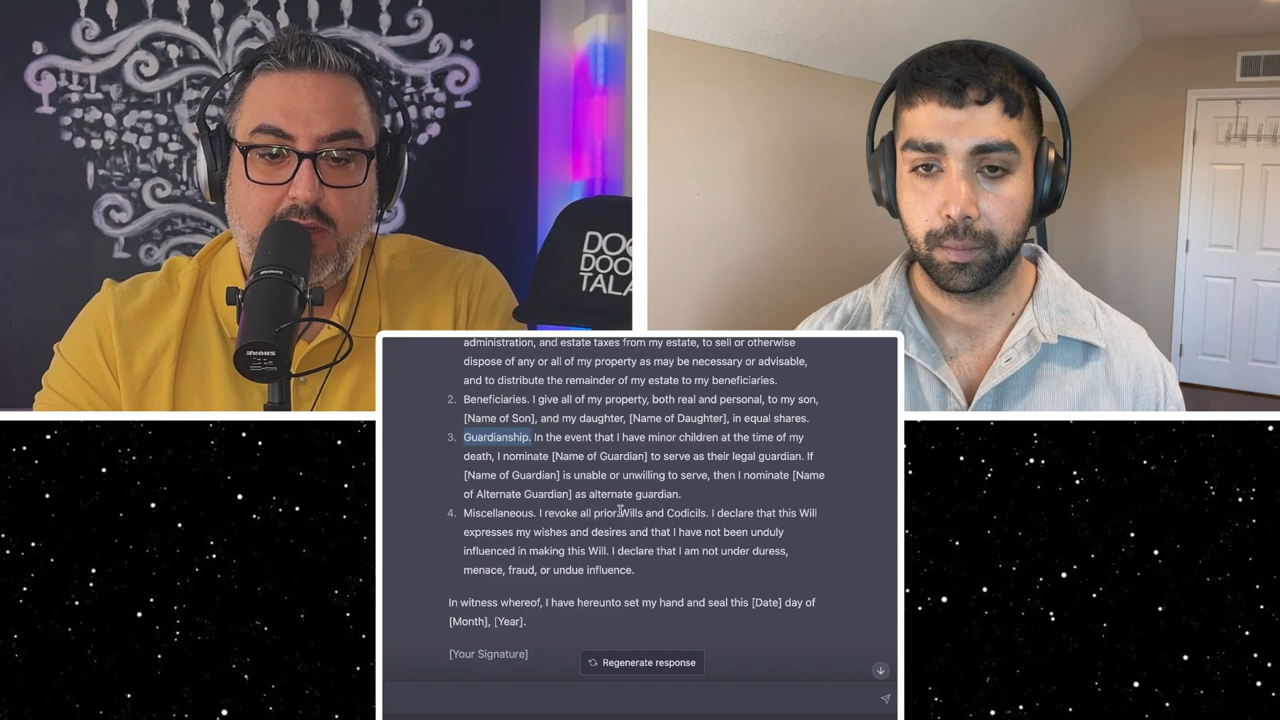 DOO
DOO
TALA
administration, and estate taxes from my estate, to sell or otherwise
dispose of any or all of my property as may be necessary or advisable,
and to distribute the remainder of my estate to my beneficiaries.
2. Beneficiaries. I give all of my property, both real and personal, to my son,
[Name of Son], and my daughter, [Name of Daughter], in equal shares.
3. Guardianship. In the event that I have minor children at the time of my
death, I nominate [Name of Guardian] to serve as their legal guardian. If
[Name of Guardian] is unable or unwilling to serve, then I nominate [Name
of Alternate Guardian] as alternate guardian.
4. Miscellaneous. I revoke all prior Wills and Codicils. I declare that this Will
expresses my wishes and desires and that I have not been unduly
influenced in making this Will. I declare that I am not under duress,
menace, fraud, or undue influence.
In witness whereof, I have hereunto set my hand and seal this [Date] day of
[Month], [Year].
[Your Signature]
Regenerate response